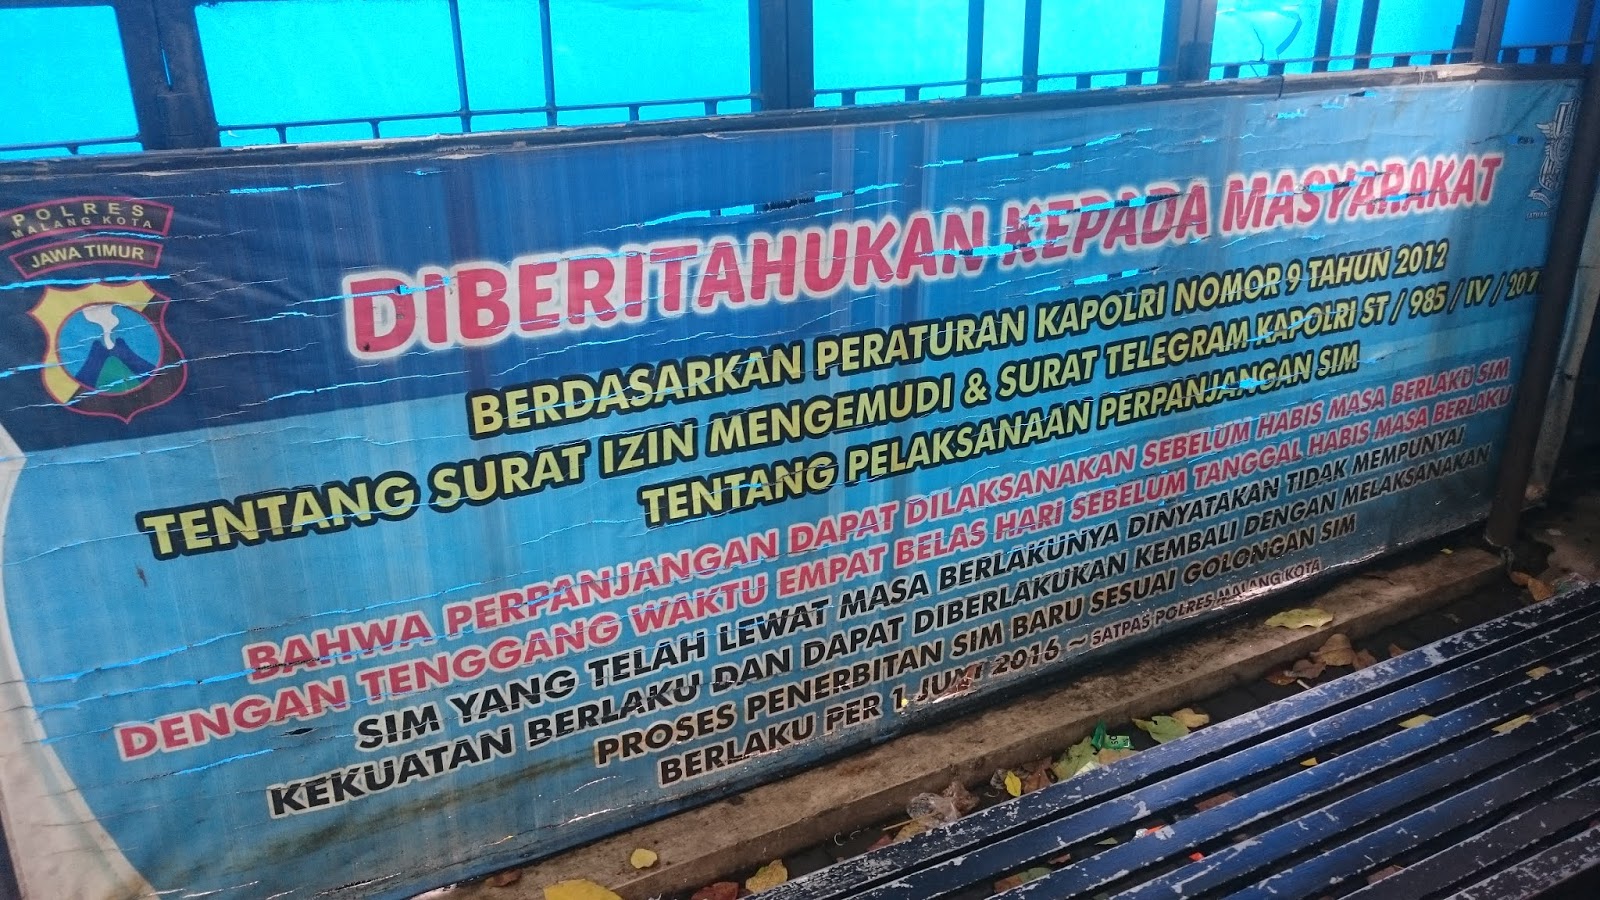 POLRES
MALANG KOTA
JAWA TIMUR
DIBERITAHUKAN KEPADA MASYARAKAT
BERDASARKAN PERATURAN KAPOLRI NOMOR 9 TAHUN 2012
TENTANG SURAT IZIN MENGEMUDI & SURAT TELEGRAM KAPOLRI ST / 985 / IV /
TENTANG PELAKSANAAN PERPANJANGAN SIM
BAHWA PERPANJANGAN DAPAT DILAKSANAKAN SEBELUM HABIS MASA BERLAKU SIM
DENGAN TENGGANG WAKTU EMPAT BELAS HARI SEBELUM TANGGAL HABIS MASA BERLAKU
SIM YANG TELAH LEWAT MASA BERLAKUNYA DINYATAKAN TIDAK MEMPUNYAI
KEKUATAN BERLAKU DAN DAPAT DIBERLAKUKAN KEMBALI DENGAN MELAKSANAKAN
PROSES PENERBITAN SIM BARU SESUAI GOLONGAN SIM
BERLAKU PER 1 2016 ~ SATPAS POLRES MALANG KOTA